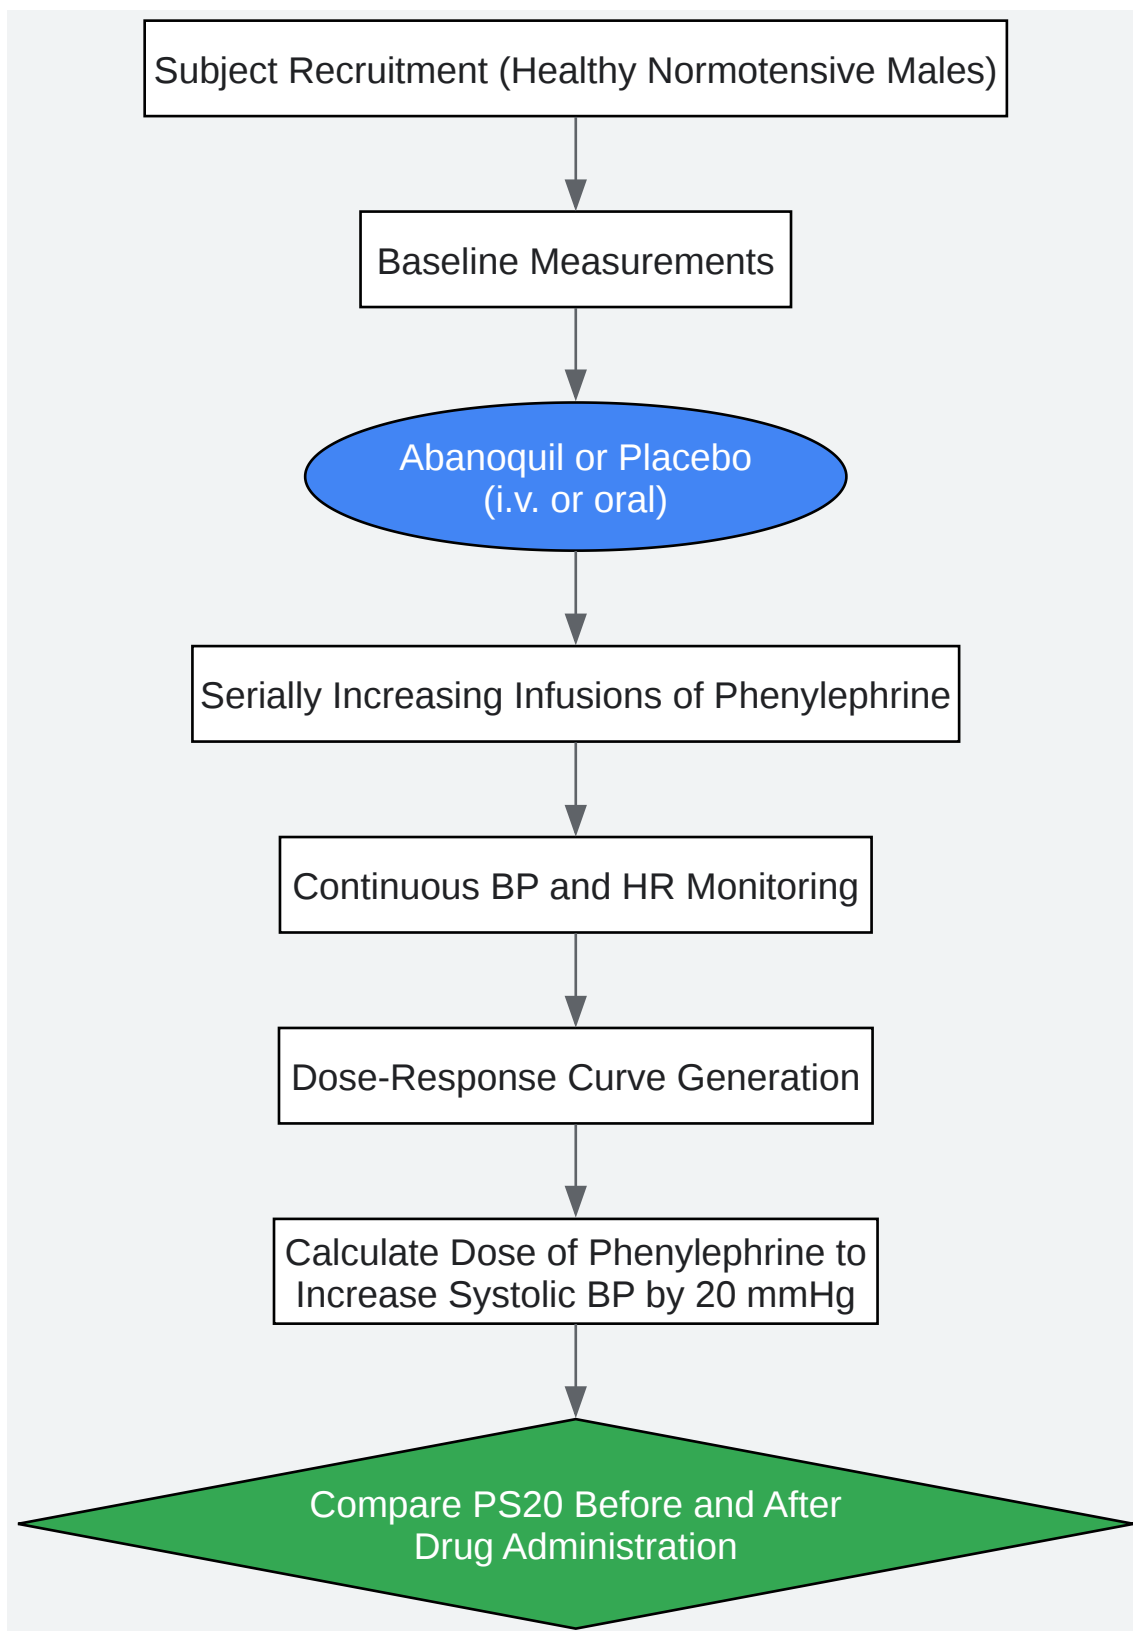 Subject Recruitment (Healthy Normotensive Males)
Baseline Measurements
Abanoquil or Placebo
(i.v. or oral)
Serially Increasing Infusions of Phenylephrine
Continuous BP and HR Monitoring
Dose-Response Curve Generation
Calculate Dose of Phenylephrine to
Increase Systolic BP by 20 mmHg
Compare PS20 Before and After
Drug Administration